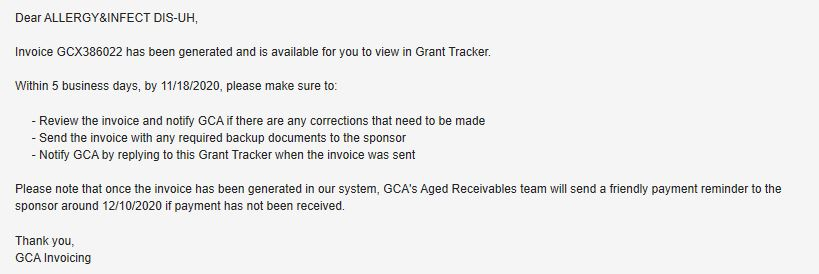 Dear ALLERGY&INFECT DIS-UH,
Invoice GCX386022 has been generated and is available for you to view in Grant Tracker.
Within 5 business days, by 11/18/2020, please make sure to:
- Review the invoice and notify GCA if there are any corrections that need to be made
- Send the invoice with any required backup documents to the sponsor
- Notify GCA by replying to this Grant Tracker when the invoice was sent
Please note that once the invoice has been generated in our system, GCA's Aged Receivables team will send a friendly payment reminder to the
sponsor around 12/10/2020 if payment has not been received.
Thank you,
GCA Invoicing